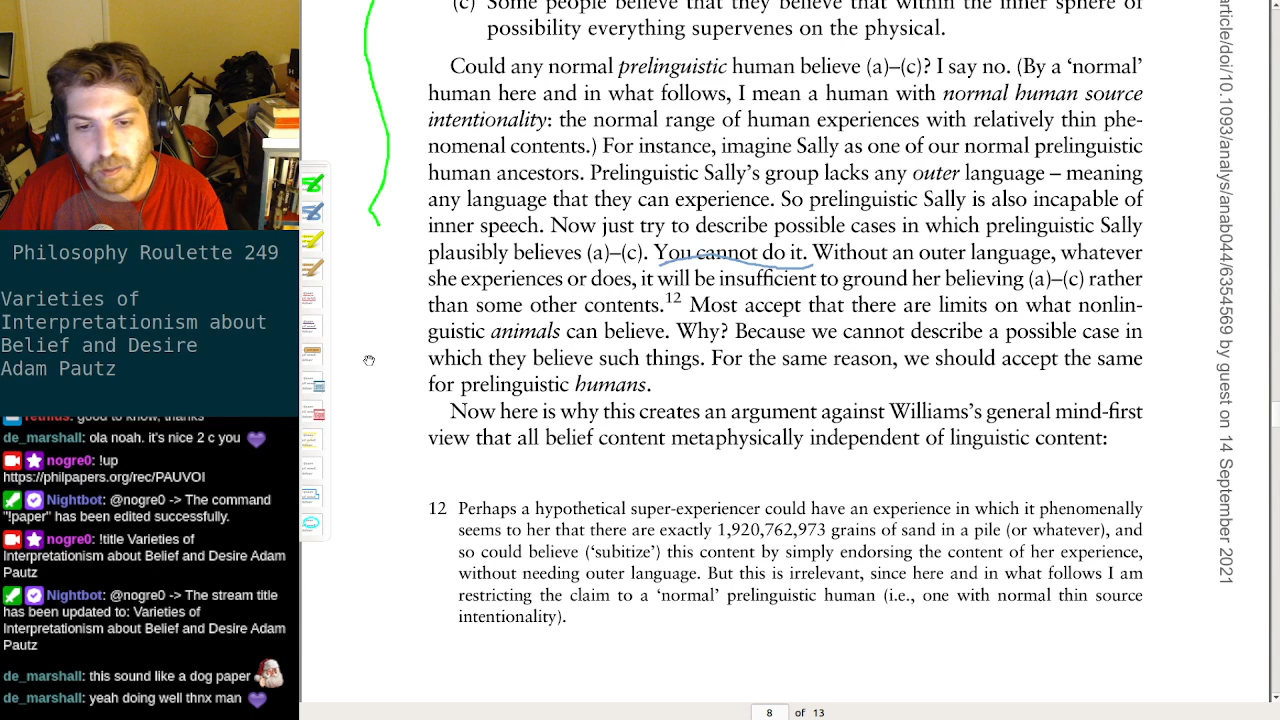 (c) Some people believe that they believe that within the inner sphere of
possibility everything supervenes on the physical.
Could any normal prelinguistic human believe (a)–(c)? I say no. (By a ‘normal’
human here and in what follows, I mean a human with normal human source
intentionality: the normal range of human experiences with relatively thin phe-
nomenal contents.) For instance, imagine Sally as one of our normal prelinguistic
human ancestors. Prelinguistic Sally’s group lacks any outer language – meaning
any language that they can experience. So prelinguistic Sally is also incapable of
inner speech. Now just try to describe possible cases in which prelinguistic Sally
plausibly believes (a)–(c). You cannot do it. Without an outer language, whatever
she experiences or does, it will be insufficient to make her believe (a)–(c) rather
than some other things.12 Most accept that there are limits on what nonlin-
guistic animals can believe. Why? Because we cannot describe a possible case in
which they believe such things. For the same reason, we should accept the same
for prelinguistic humans.
Now here is why this creates an argument against Williams’s partial mind-first
view that all belief content metaphysically independent of linguistic content.
12 Perhaps a hypothetical super-experiencer could have an experience in which it phenomenally
seems to her that there are exactly 10,768,762,973 grains of sand in a pile (or whatever), and
so could believe (‘subitize’) this content by simply endorsing the content of her experience,
without needing outer language. But this is irrelevant, since here and in what follows I am
restricting the claim to a ‘normal’ prelinguistic human (i.e., one with normal thin source
intentionality).
article/doi/10.1093/analys/anab044/6354569 by guest on 14 September 2021
8 of 13
Philosophy Roulette 249
Varities of
Interpretationism about
Belief and Desire
Adam Pautz
good to know, thanks
de_marshall: ola noah. it's nice 2 c you
nogre0: !up
https://philpapers.org/rec/PAUVOI
Nightbot: @nogre0 -> The command
"!paper" has been edited successfully.
nogre0: !title Varieties of
Interpretationism about Belief and Desire Adam
Pautz
Nightbot: @nogre0 -> The stream title
has been updated to: Varieties of
Interpretationism about Belief and Desire Adam
Pautz
de_marshall: this sound like a dog paper
de_marshall: yeah doing well thnx man